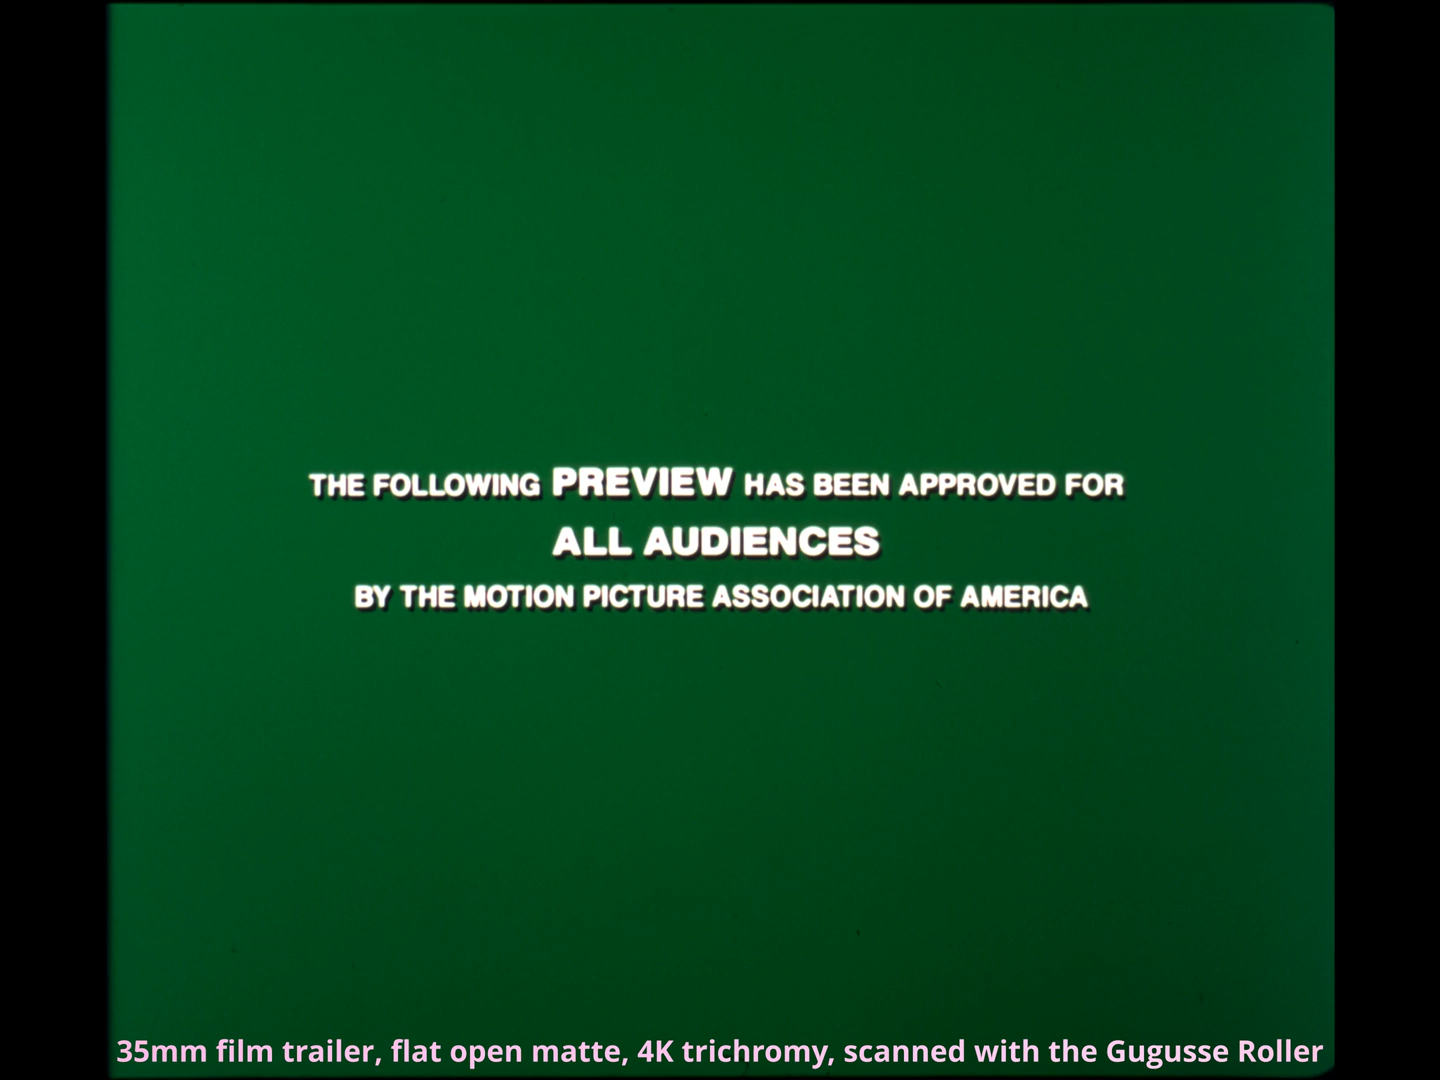 THE FOLLOWING PREVIEW HAS BEEN APPROVED FOR
ALL AUDIENCES
BY THE MOTION PICTURE ASSOCIATION OF AMERICA
35mm film trailer, flat open matte, 4K trichromy, scanned with the Gugusse Roller